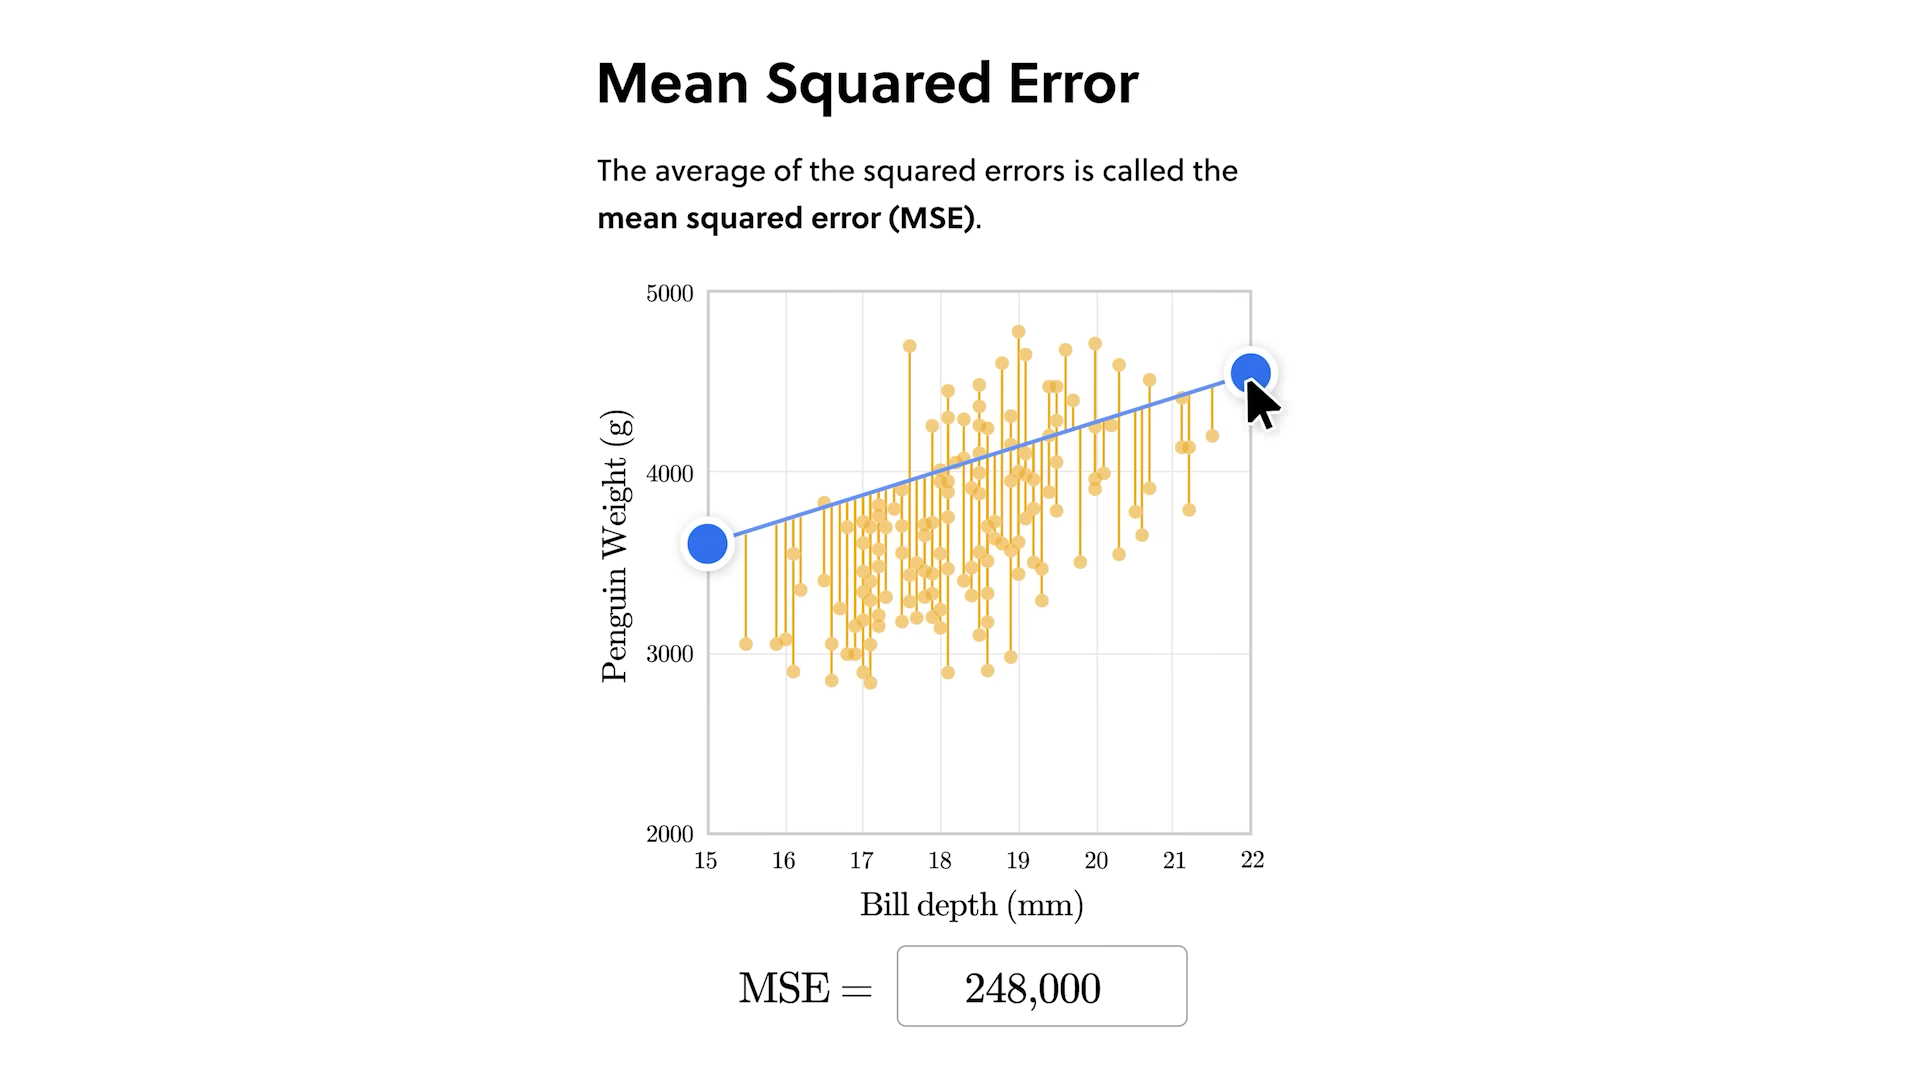 Mean Squared Error
The average of the squared errors is called the
mean squared error (MSE).
5000
4000
3000
2000
Penguin Weight (g)
15 16 17 18 19 20 21 22
Bill depth (mm)
MSE = 248,000